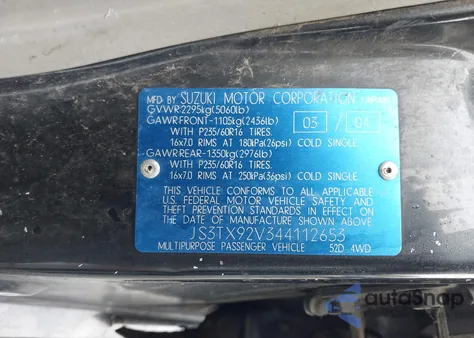 MFD. BY SUZUKI MOTOR CORPORATION JAPAN
GVWR:2295kg(5060lb)
GAWR:FRONT-1105kg(2436lb) 03 / 04
WITH P235/60R16 TIRES.
16x7.0 RIMS AT 180kPa(26psi) COLD SINGLE.
GAWR:REAR-1350kg(2976lb)
WITH P235/60R16 TIRES.
16x7.0 RIMS AT 250kPa(36psi) COLD SINGLE.
THIS VEHICLE CONFORMS TO ALL APPLICABLE
U.S. FEDERAL MOTOR VEHICLE SAFETY AND
THEFT PREVENTION STANDARDS IN EFFECT ON
THE DATE OF MANUFACTURE SHOWN ABOVE
JS3TX92V344112653
MULTIPURPOSE PASSENGER VEHICLE 52D 4WD
autoSnap